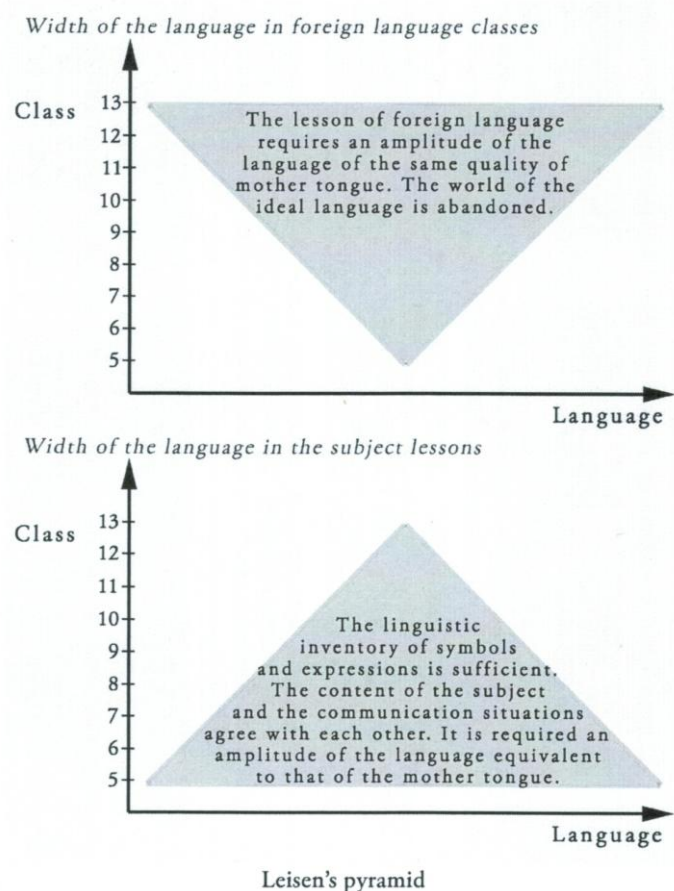 Width of the language in foreign language classes
Class
13
12
11
10
9
8
7
6
5
The lesson of foreign language
requires an amplitude of the
language of the same quality of
mother tongue. The world of the
ideal language is abandoned.
Language
Width of the language in the subject lessons
Class
13
12
11
10
9
8
7
6
5
The linguistic
inventory of symbols
and expressions is sufficient.
The content of the subject
and the communication situations
agree with each other. It is required an
amplitude of the language equivalent
to that of the mother tongue.
Language
Leisen's pyramid